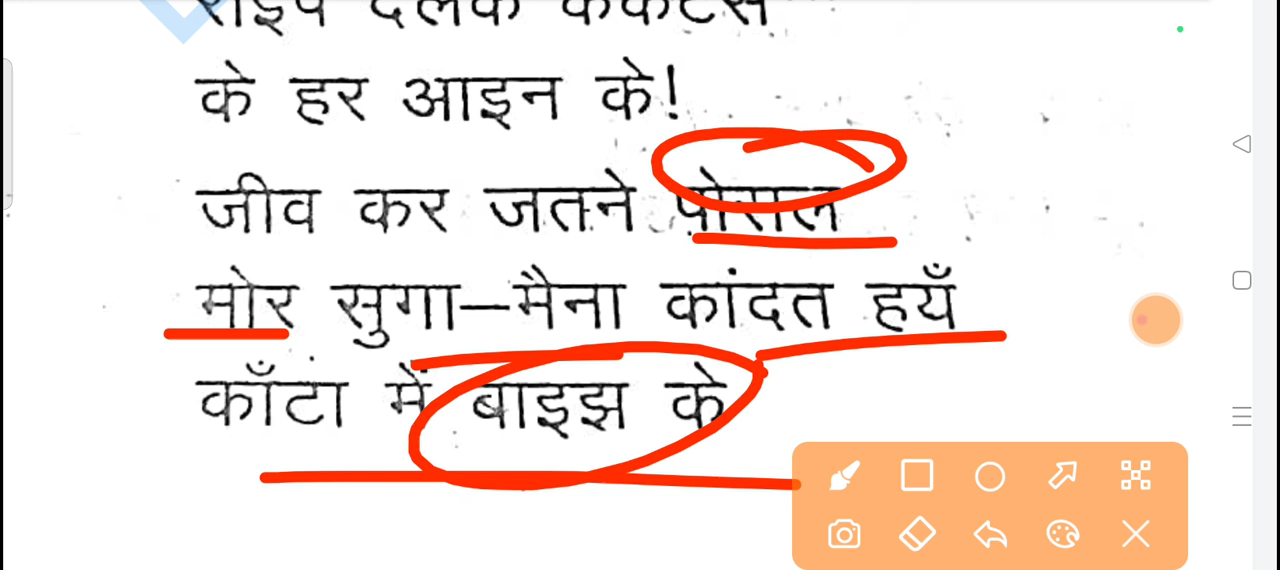 के हर आइन के!
जीव कर जतने पोसल
मोर सुगा–मैना कांदत हयँ
काँटा में बाइझ के